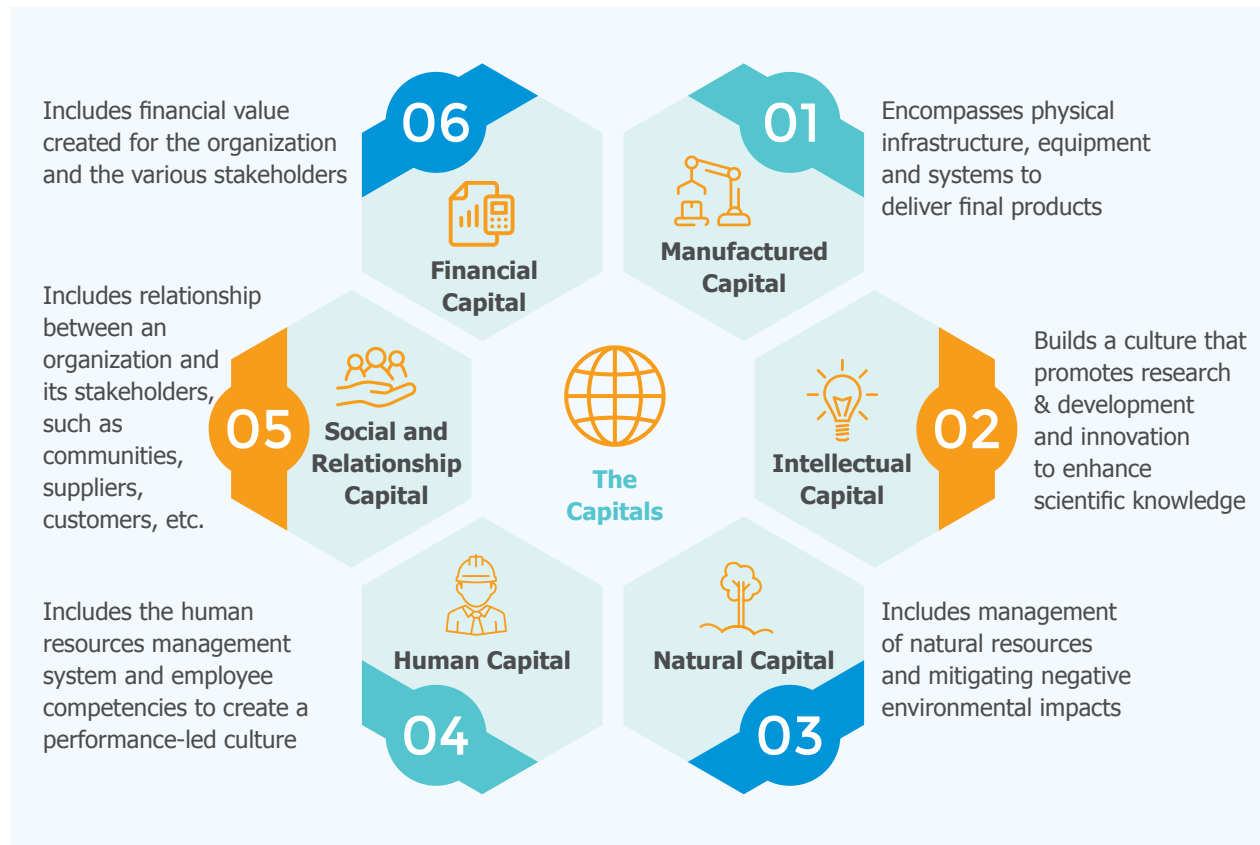 06
Includes financial value
created for the organization
and the various stakeholders
Financial
Capital
01
Encompasses physical
infrastructure, equipment
and systems to
deliver final products
Manufactured
Capital
Includes relationship
between an
organization and
its stakeholders,
such as
communities,
suppliers,
customers, etc.
05
Social and
Relationship
Capital
The
Capitals
Intellectual
Capital
02
Builds a culture that
promotes research
& development
and innovation
to enhance
scientific knowledge
Includes the human
resources management
system and employee
competencies to create a
performance-led culture
Human Capital
04
Natural Capital
03
Includes management
of natural resources
and mitigating negative
environmental impacts